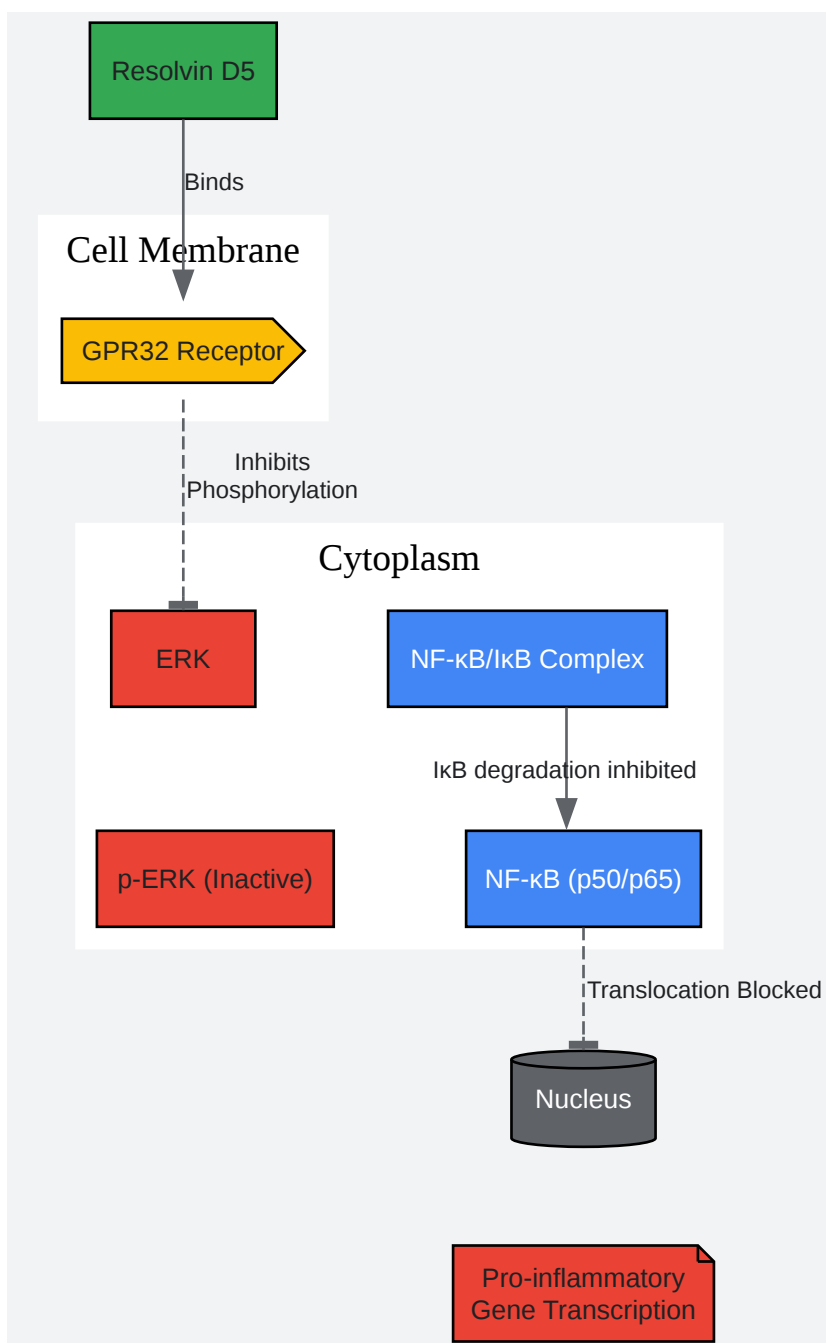 Resolvin D5
Binds
Cell Membrane
GPR32 Receptor
Inhibits
Phosphorylation
Cytoplasm
ERK
NF-κB/IκB Complex
IκB degradation inhibited
p-ERK (Inactive)
NF-κB (p50/p65)
Translocation Blocked
Nucleus
Pro-inflammatory
Gene Transcription